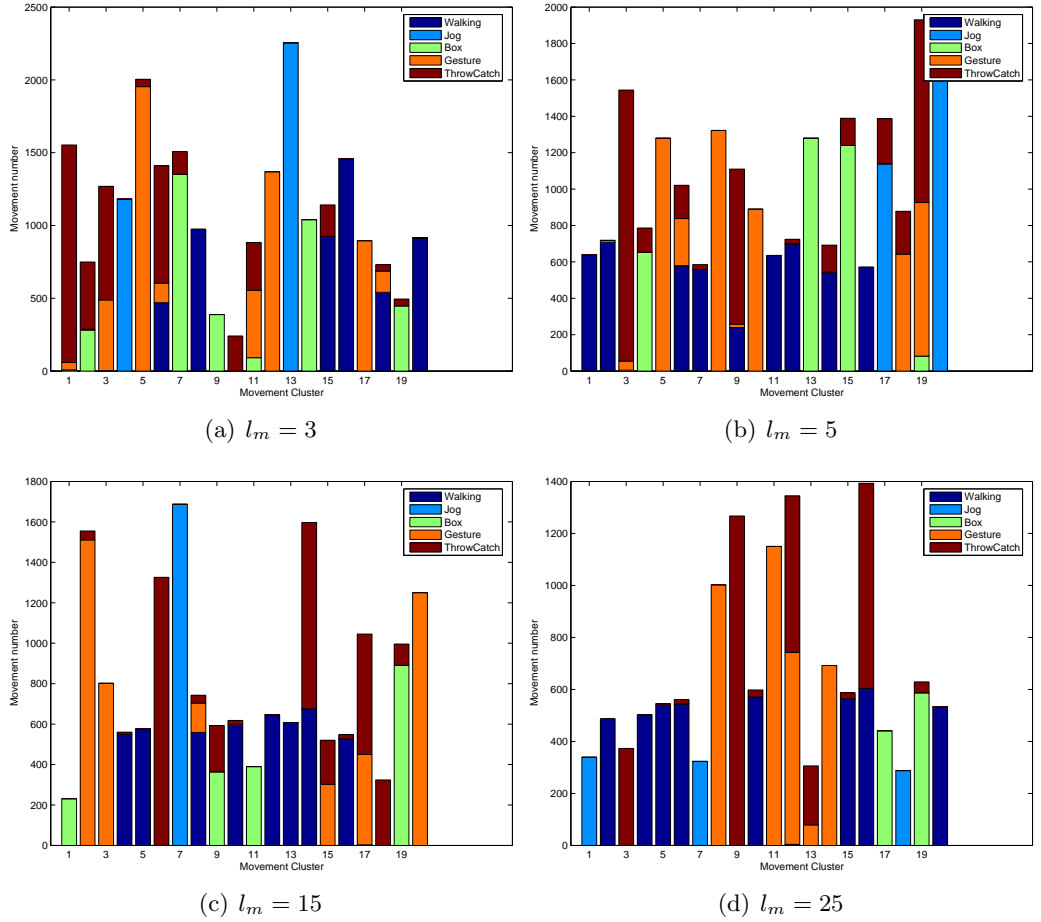 2500
2000
1500
1000
500
0
Movement number
1 3 5 7 9 11 13 15 17 19
Movement Cluster
Walking
Jog
Box
Gesture
ThrowCatch
(a) l_m = 3
2000
1800
1600
1400
1200
1000
800
600
400
200
0
Movement number
1 3 5 7 9 11 13 15 17 19
Movement Cluster
Walking
Jog
Box
Gesture
ThrowCatch
(b) l_m = 5
1800
1600
1400
1200
1000
800
600
400
200
0
Movement number
1 3 5 7 9 11 13 15 17 19
Movement Cluster
Walking
Jog
Box
Gesture
ThrowCatch
(c) l_m = 15
1400
1200
1000
800
600
400
200
0
Movement number
1 3 5 7 9 11 13 15 17 19
Movement Cluster
Walking
Jog
Box
Gesture
ThrowCatch
(d) l_m = 25